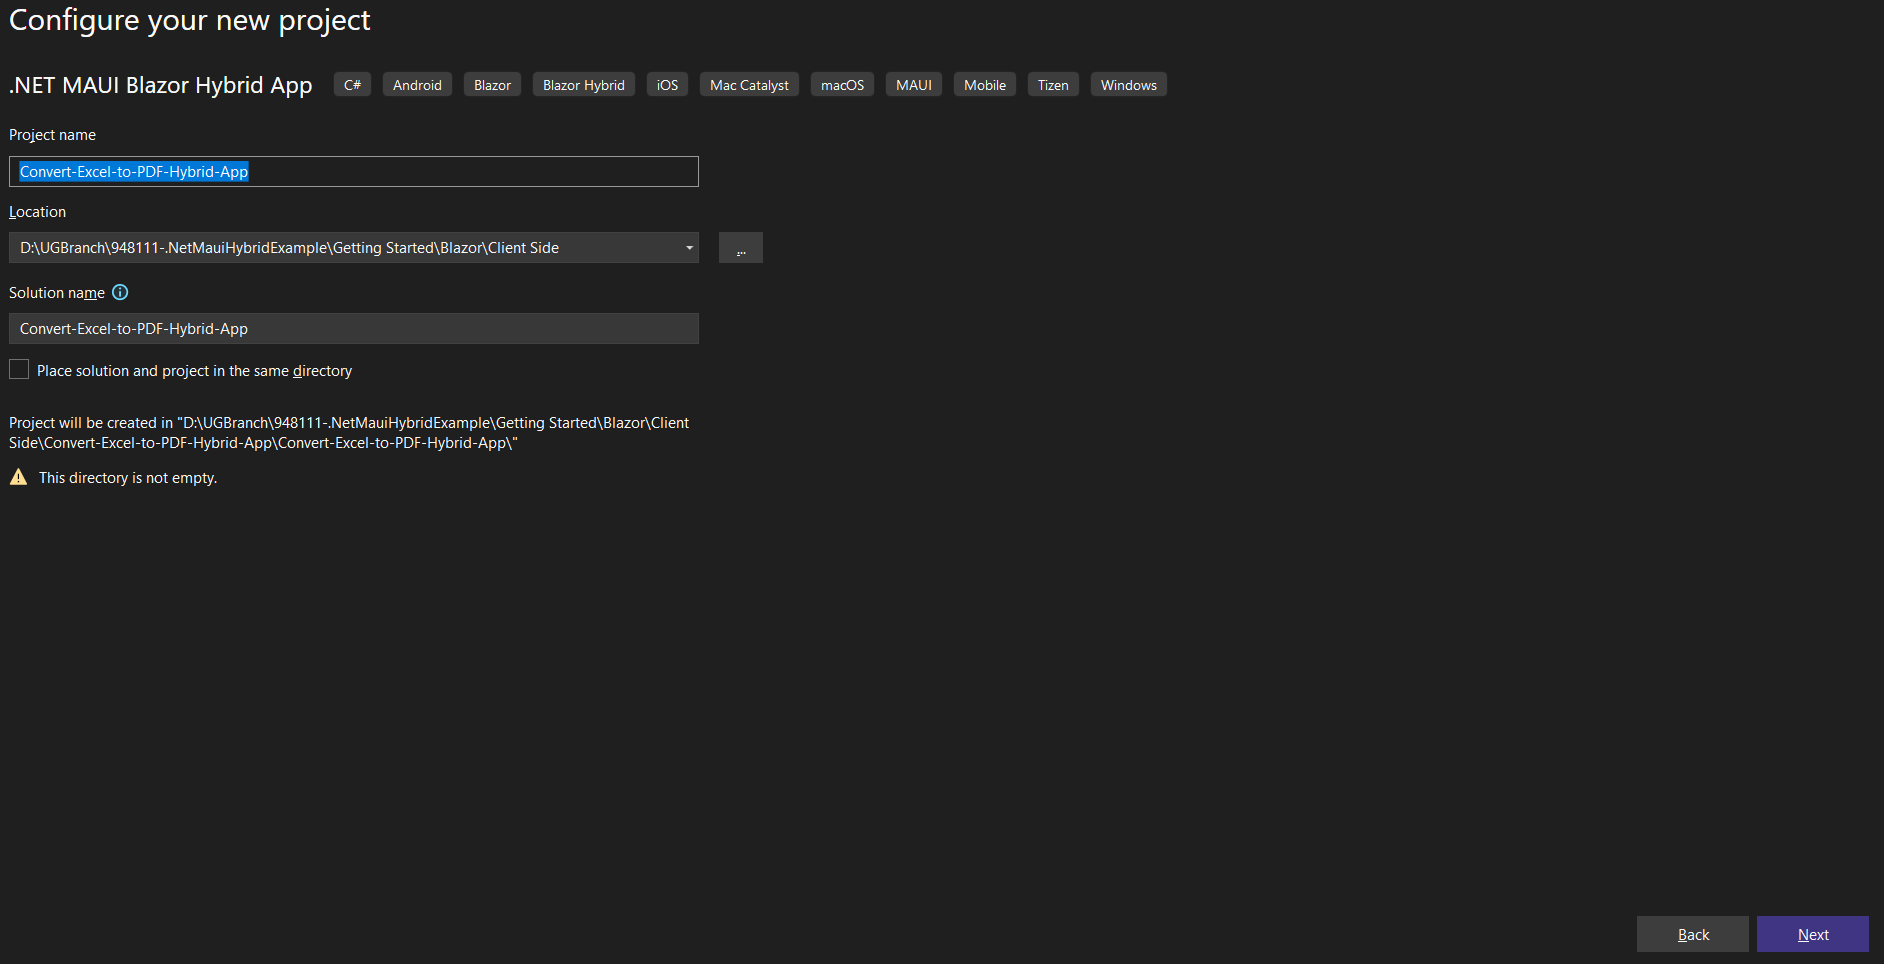 Configure your new project
.NET MAUI Blazor Hybrid App C# Android Blazor Blazor Hybrid iOS Mac Catalyst macOS MAUI Mobile Tizen Windows
Project name
Convert-Excel-to-PDF-Hybrid-App
Location
D:\UGBranch\948111-.NetMauiHybridExample\Getting Started\Blazor\Client Side
...
Solution name
Convert-Excel-to-PDF-Hybrid-App
Place solution and project in the same directory
Project will be created in "D:\UGBranch\948111-.NetMauiHybridExample\Getting Started\Blazor\Client
Side\Convert-Excel-to-PDF-Hybrid-App\Convert-Excel-to-PDF-Hybrid-App\"
This directory is not empty.
Back Next